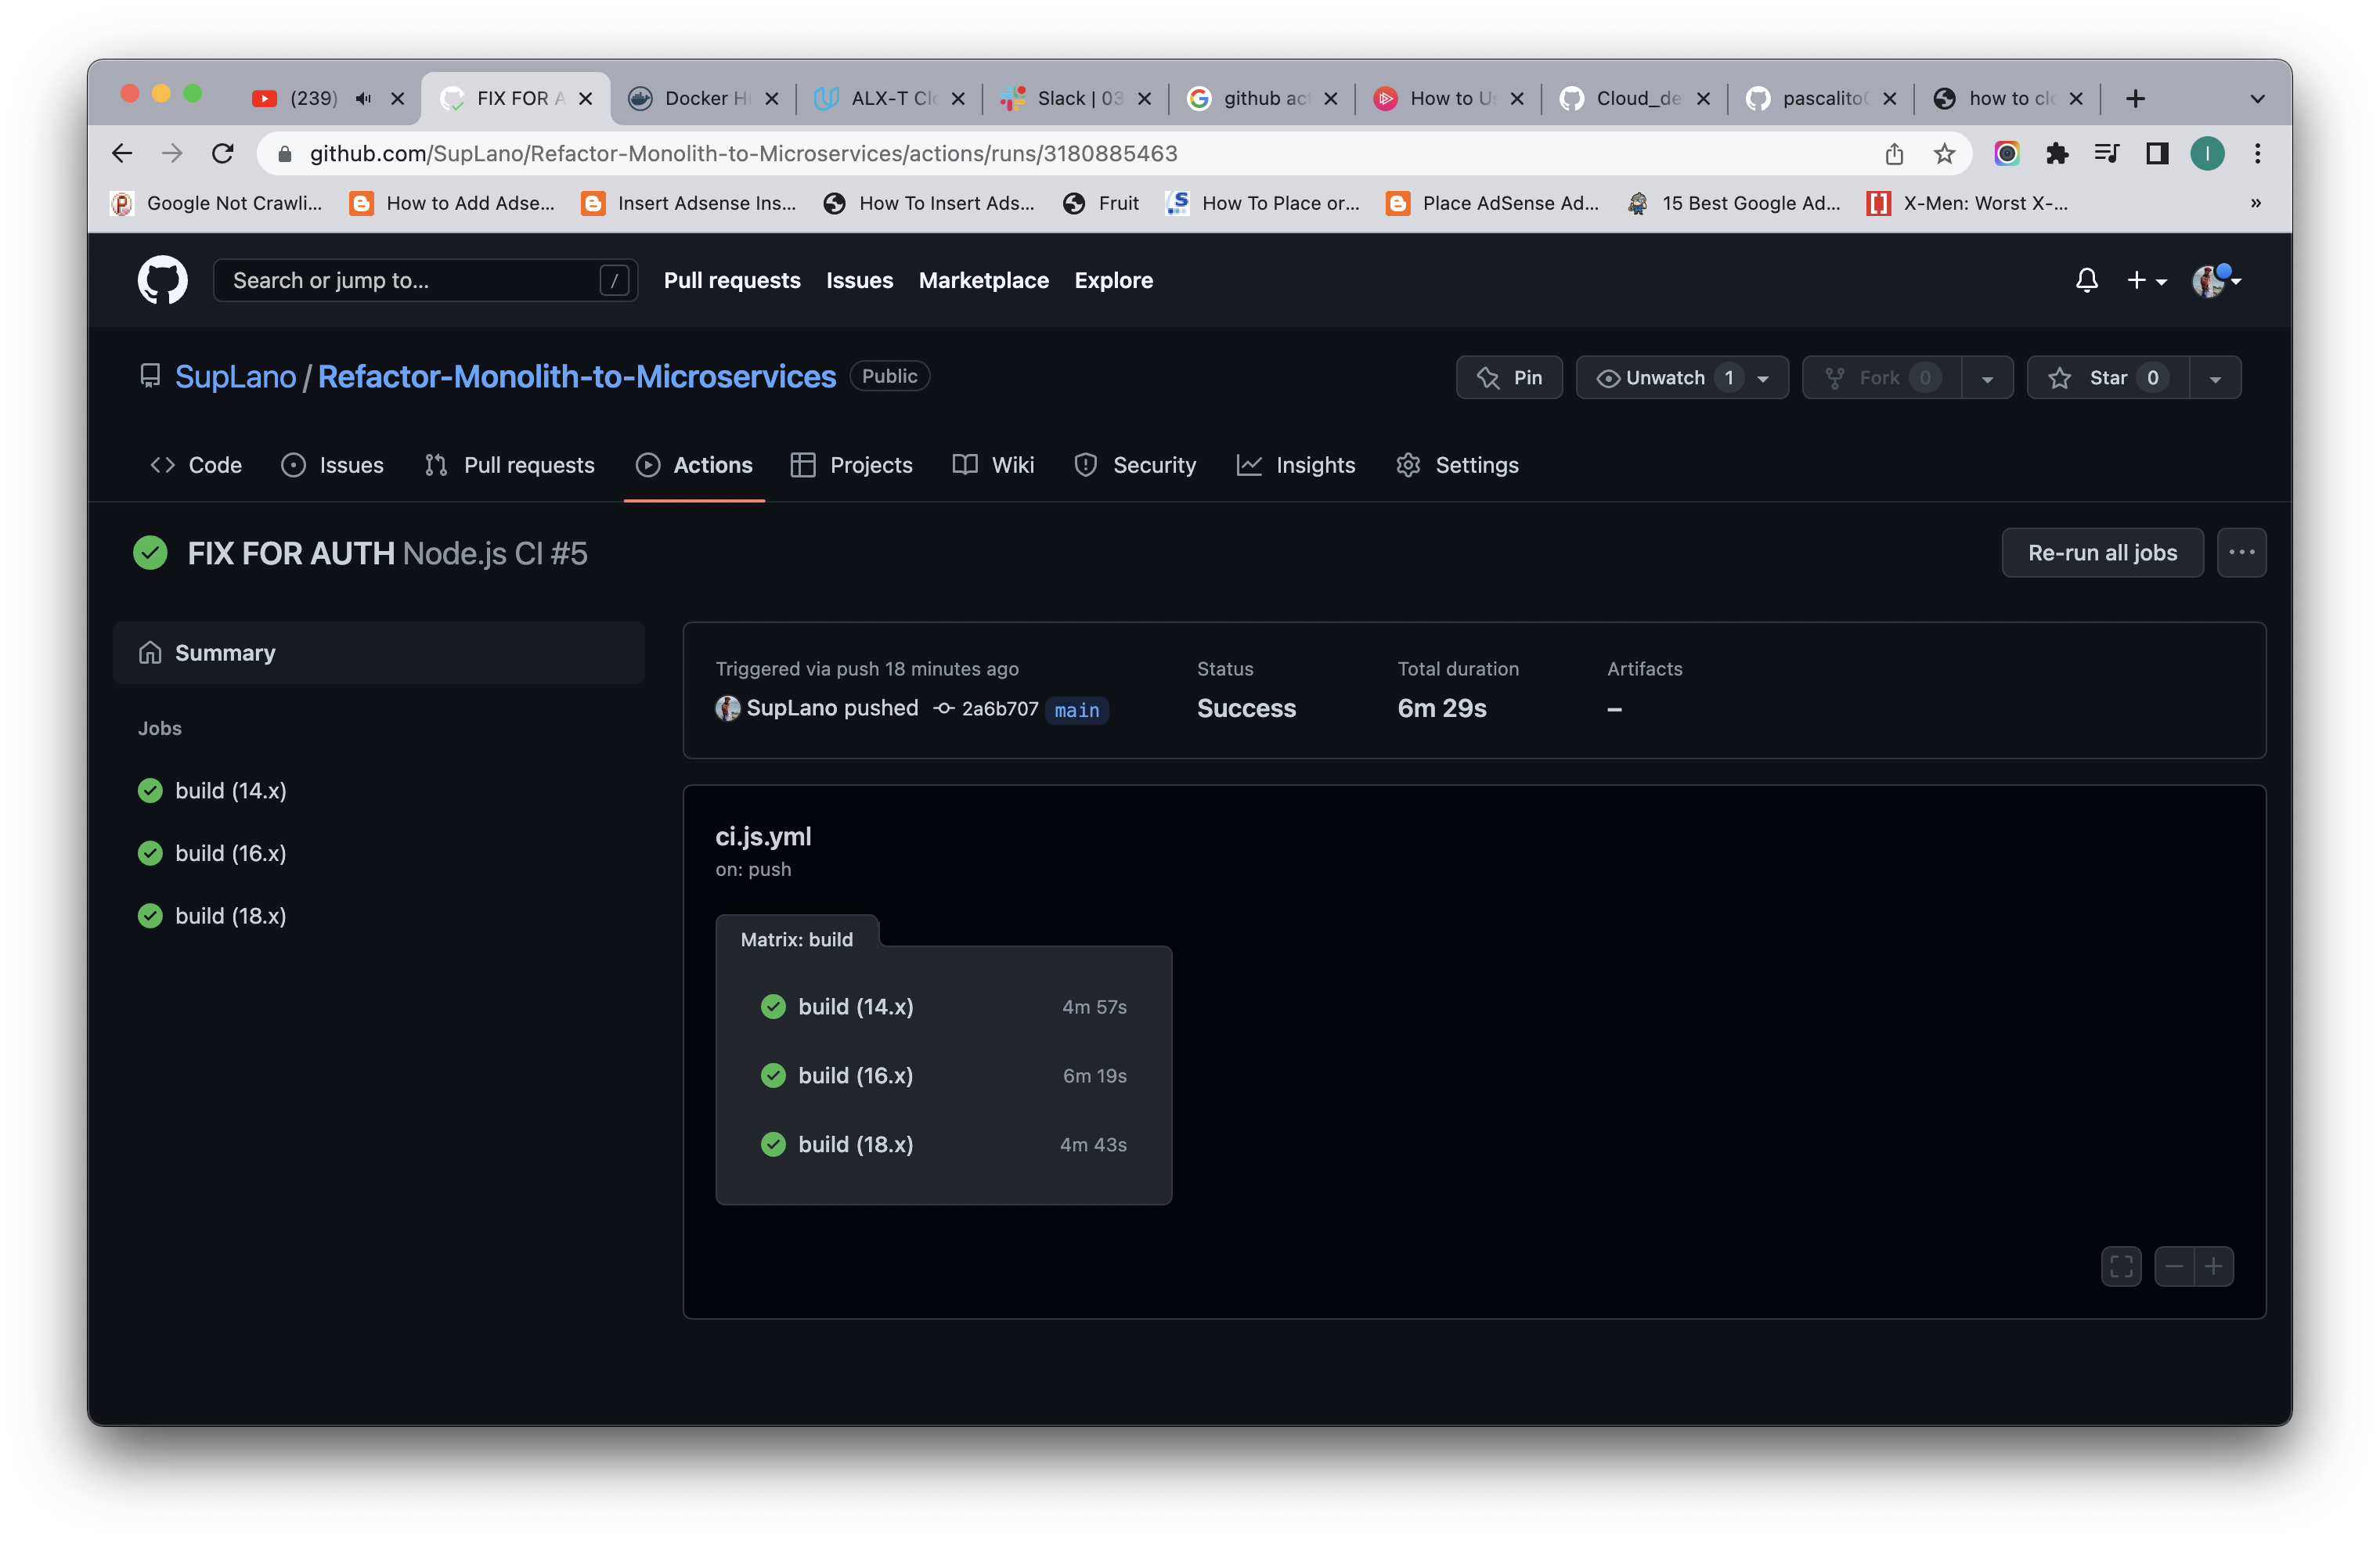 (239)
FIX FOR A
Docker H
ALX-T Cl
Slack | 03
github ac
How to U
Cloud_de
pascalito
how to cl
github.com/SupLano/Refactor-Monolith-to-Microservices/actions/runs/3180885463
I
Google Not Crawli...
How to Add Adse...
Insert Adsense Ins...
How To Insert Ads...
Fruit
How To Place or...
Place AdSense Ad...
15 Best Google Ad...
X-Men: Worst X-...
»
Search or jump to...
/
Pull requests
Issues
Marketplace
Explore
SupLano / Refactor-Monolith-to-Microservices Public
Pin
Unwatch 1
Fork 0
Star 0
Code
Issues
Pull requests
Actions
Projects
Wiki
Security
Insights
Settings
FIX FOR AUTH Node.js CI #5
Re-run all jobs
Summary
Jobs
build (14.x)
build (16.x)
build (18.x)
Triggered via push 18 minutes ago
SupLano pushed 2a6b707 main
Status
Success
Total duration
6m 29s
Artifacts
–
ci.js.yml
on: push
Matrix: build
build (14.x) 4m 57s
build (16.x) 6m 19s
build (18.x) 4m 43s